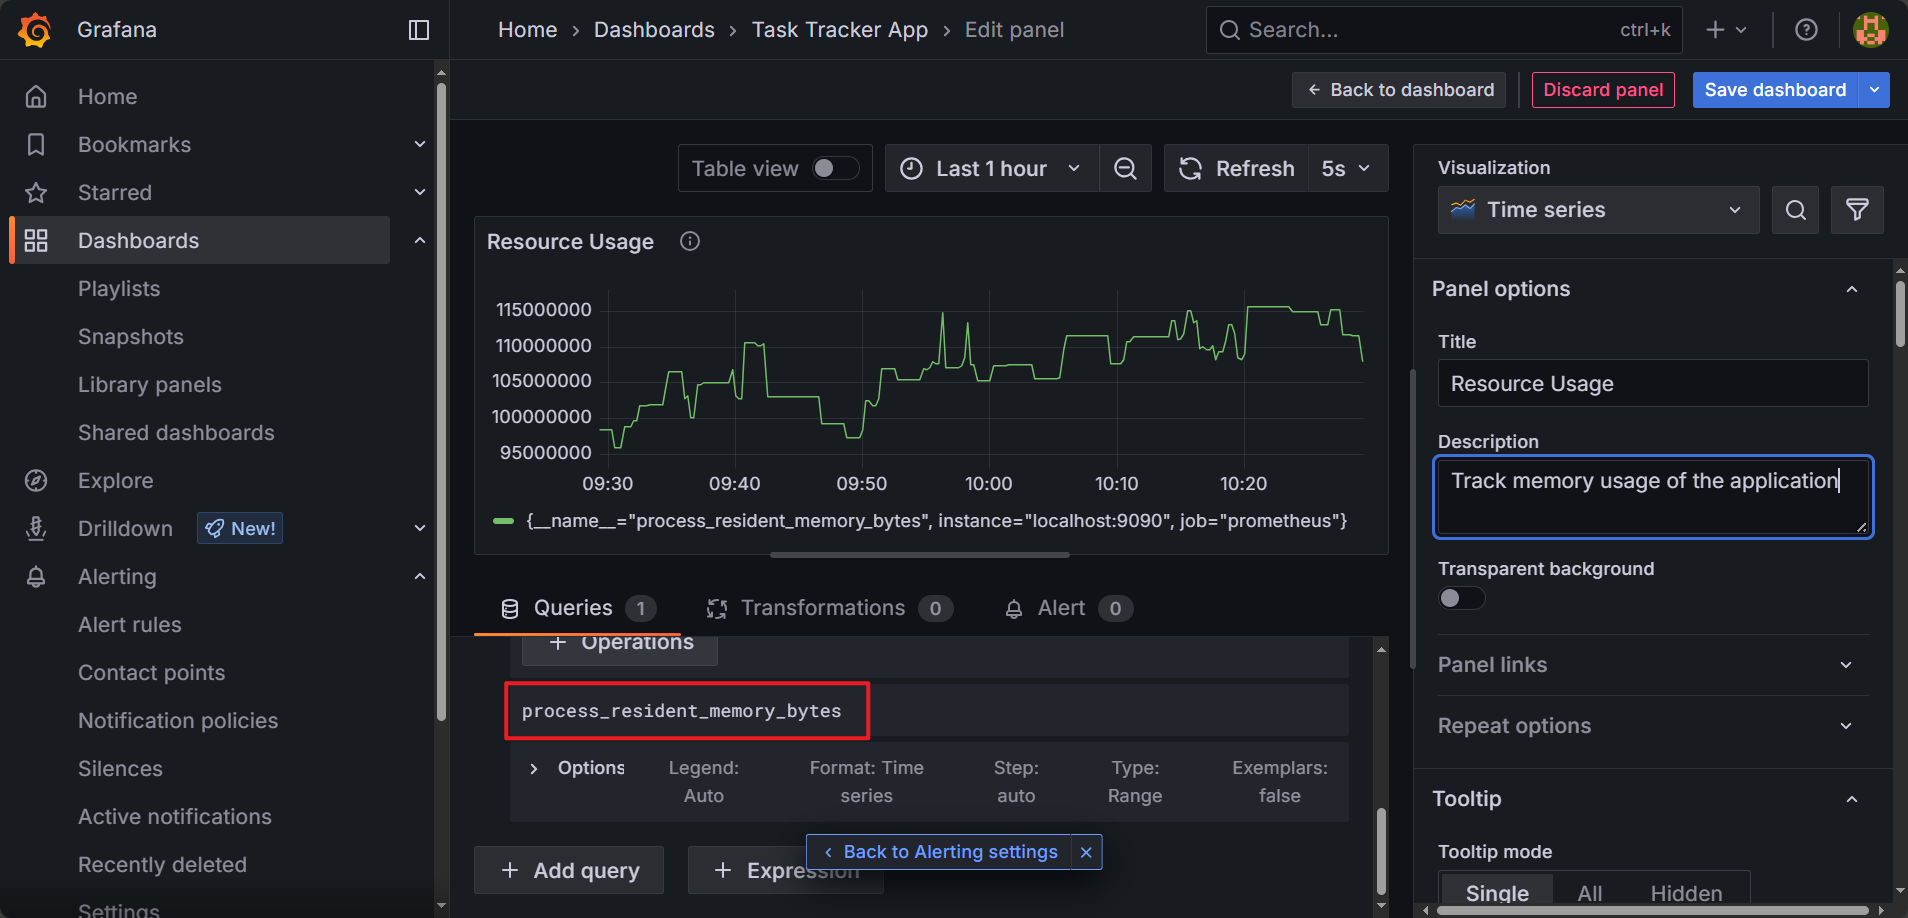 Grafana
Home › Dashboards › Task Tracker App › Edit panel
Search...
ctrl+k
Back to dashboard
Discard panel
Save dashboard
Home
Bookmarks
Starred
Dashboards
Playlists
Snapshots
Library panels
Shared dashboards
Explore
Drilldown
New!
Alerting
Alert rules
Contact points
Notification policies
Silences
Active notifications
Recently deleted
Settings
Table view
Last 1 hour
Refresh
5s
Resource Usage
115000000
110000000
105000000
100000000
95000000
09:30 09:40 09:50 10:00 10:10 10:20
{__name__="process_resident_memory_bytes", instance="localhost:9090", job="prometheus"}
Queries 1
Transformations 0
Alert 0
+ Operations
process_resident_memory_bytes
Options
Legend:
Auto
Format: Time
series
Step:
auto
Type:
Range
Exemplars:
false
+ Add query
+ Expression
Back to Alerting settings
Visualization
Time series
Panel options
Title
Resource Usage
Description
Track memory usage of the application
Transparent background
Panel links
Repeat options
Tooltip
Tooltip mode
Single All Hidden